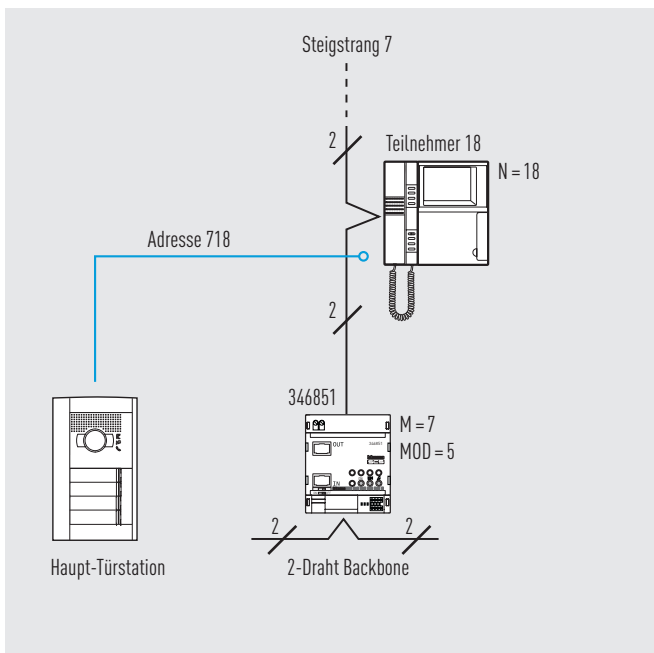 Steigstrang 7
2
Teilnehmer 18
N = 18
Adresse 718
2
346851
M = 7
MOD = 5
OUT
346851
IN
2
2
Haupt-Türstation
2-Draht Backbone